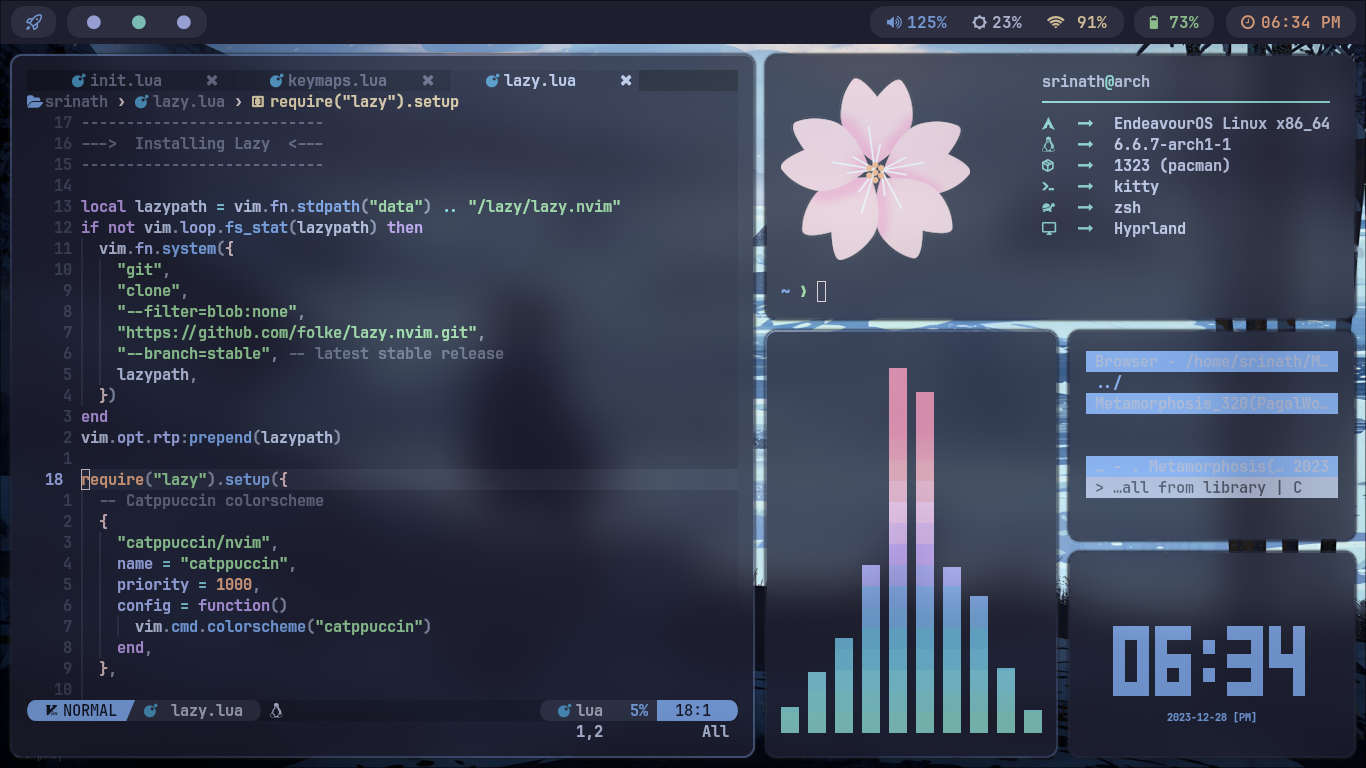 125% 23% 91% 73% 06:34 PM
init.lua keymaps.lua lazy.lua
srinath › lazy.lua › require("lazy").setup
17 ---------------------------
16 ---> Installing Lazy <---
15 ---------------------------
14
13 local lazypath = vim.fn.stdpath("data") .. "/lazy/lazy.nvim"
12 if not vim.loop.fs_stat(lazypath) then
11 vim.fn.system({
10 "git",
9 "clone",
8 "--filter=blob:none",
7 "https://github.com/folke/lazy.nvim.git",
6 "--branch=stable", -- latest stable release
5 lazypath,
4 })
3 end
2 vim.opt.rtp:prepend(lazypath)
1
18 require("lazy").setup({
1 -- Catppuccin colorscheme
2 {
3 "catppuccin/nvim",
4 name = "catppuccin",
5 priority = 1000,
6 config = function()
7 vim.cmd.colorscheme("catppuccin")
8 end,
9 },
10
NORMAL lazy.lua lua 5% 18:1
1,2 All
srinath@arch
→ EndeavourOS Linux x86_64
→ 6.6.7-arch1-1
→ 1323 (pacman)
→ kitty
→ zsh
→ Hyprland
~ ❯
Browser - /home/srinath/M…
../
Metamorphosis_320(PagalWo…
… - . Metamorphosis(… 2023
> …all from library | C
06:34
2023-12-28 [PM]